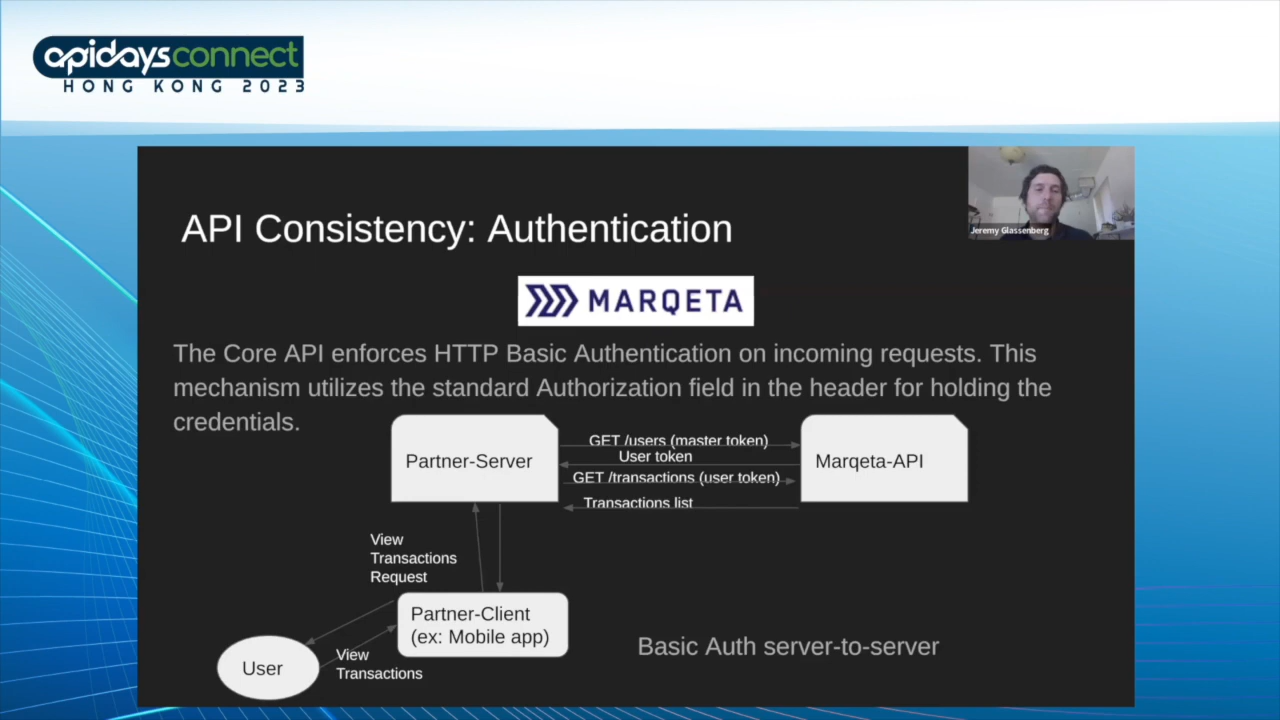 apidays connect
HONG KONG 2023
Jeremy Glassenberg
API Consistency: Authentication
MARQETA
The Core API enforces HTTP Basic Authentication on incoming requests. This
mechanism utilizes the standard Authorization field in the header for holding the
credentials.
Partner-Server
GET /users (master token)
User token
GET /transactions (user token)
Transactions list
Marqeta-API
View
Transactions
Request
Partner-Client
(ex: Mobile app)
User
View
Transactions
Basic Auth server-to-server